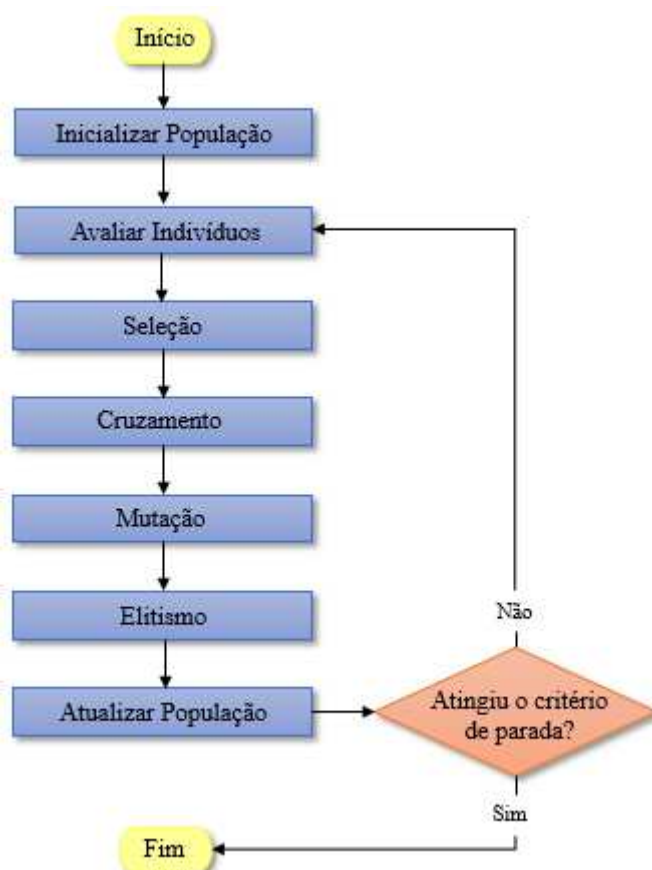 Início
Inicializar População
Avaliar Indivíduos
Seleção
Cruzamento
Mutação
Elitismo
Atualizar População
Atingiu o critério
de parada?
Não
Sim
Fim